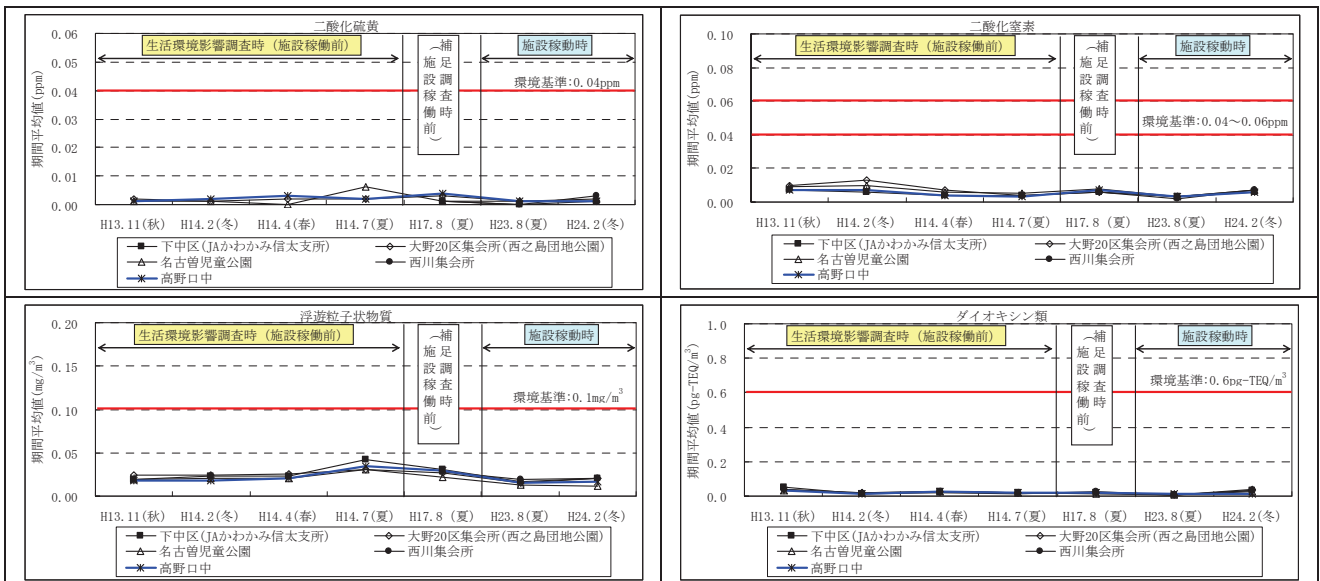 二酸化硫黄
期間平均値(ppm)
0.06
0.05
0.04
0.03
0.02
0.01
0.00
生活環境影響調査時（施設稼働前）
補足調査時
（施設稼働前）
施設稼動時
環境基準:0.04ppm
H13.11(秋) H14.2(冬) H14.4(春) H14.7(夏) H17.8 (夏) H23.8(夏) H24.2(冬)
下中区(JAかわかみ信太支所) 大野20区集会所(西之島団地公園)
名古曽児童公園 西川集会所
高野口中
二酸化窒素
期間平均値(ppm)
0.10
0.08
0.06
0.04
0.02
0.00
生活環境影響調査時（施設稼働前）
補足調査時
（施設稼働前）
施設稼動時
環境基準:0.04～0.06ppm
H13.11(秋) H14.2(冬) H14.4(春) H14.7(夏) H17.8 (夏) H23.8(夏) H24.2(冬)
下中区(JAかわかみ信太支所) 大野20区集会所(西之島団地公園)
名古曽児童公園 西川集会所
高野口中
浮遊粒子状物質
期間平均値(mg/m³)
0.20
0.15
0.10
0.05
0.00
生活環境影響調査時（施設稼働前）
補足調査時
（施設稼働前）
施設稼動時
環境基準:0.1mg/m³
H13.11(秋) H14.2(冬) H14.4(春) H14.7(夏) H17.8 (夏) H23.8(夏) H24.2(冬)
下中区(JAかわかみ信太支所) 大野20区集会所(西之島団地公園)
名古曽児童公園 西川集会所
高野口中
ダイオキシン類
期間平均値(pg-TEQ/m³)
1.0
0.8
0.6
0.4
0.2
0.0
生活環境影響調査時（施設稼働前）
補足調査時
（施設稼働前）
施設稼動時
環境基準:0.6pg-TEQ/m³
H13.11(秋) H14.2(冬) H14.4(春) H14.7(夏) H17.8 (夏) H23.8(夏) H24.2(冬)
下中区(JAかわかみ信太支所) 大野20区集会所(西之島団地公園)
名古曽児童公園 西川集会所
高野口中